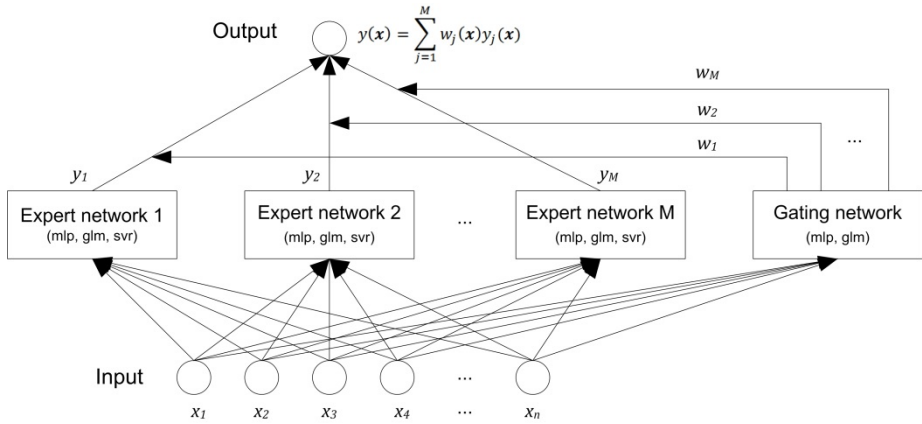 Output y(𝒙) = ∑_{j=1}^{M} w_j(𝒙)y_j(𝒙)
w_M
w_2
...
w_1
y_1 y_2 y_M
Expert network 1 Expert network 2 ... Expert network M Gating network
(mlp, glm, svr) (mlp, glm, svr) (mlp, glm, svr) (mlp, glm)
Input ...
x_1 x_2 x_3 x_4 ... x_n